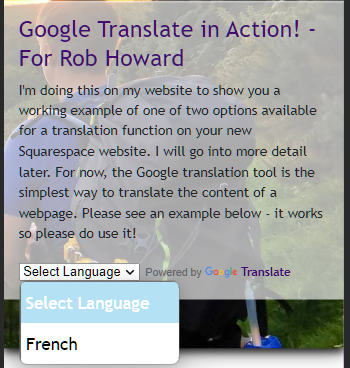 Google Translate in Action! -
For Rob Howard
I'm doing this on my website to show you a
working example of one of two options available
for a translation function on your new
Squarespace website. I will go into more detail
later. For now, the Google translation tool is the
simplest way to translate the content of a
webpage. Please see an example below - it works
so please do use it!
Select Language Powered by Google Translate
Select Language
French